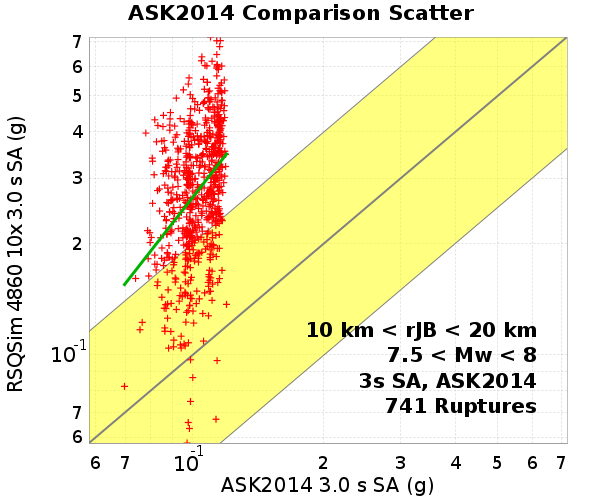 ASK2014 Comparison Scatter
RSQSim 4860 10x 3.0 s SA (g)
7
6
5
4
3
2
10⁻¹
7
6
10 km < rJB < 20 km
7.5 < Mw < 8
3s SA, ASK2014
741 Ruptures
6 7 10⁻¹ 2 3 4 5 6 7
ASK2014 3.0 s SA (g)